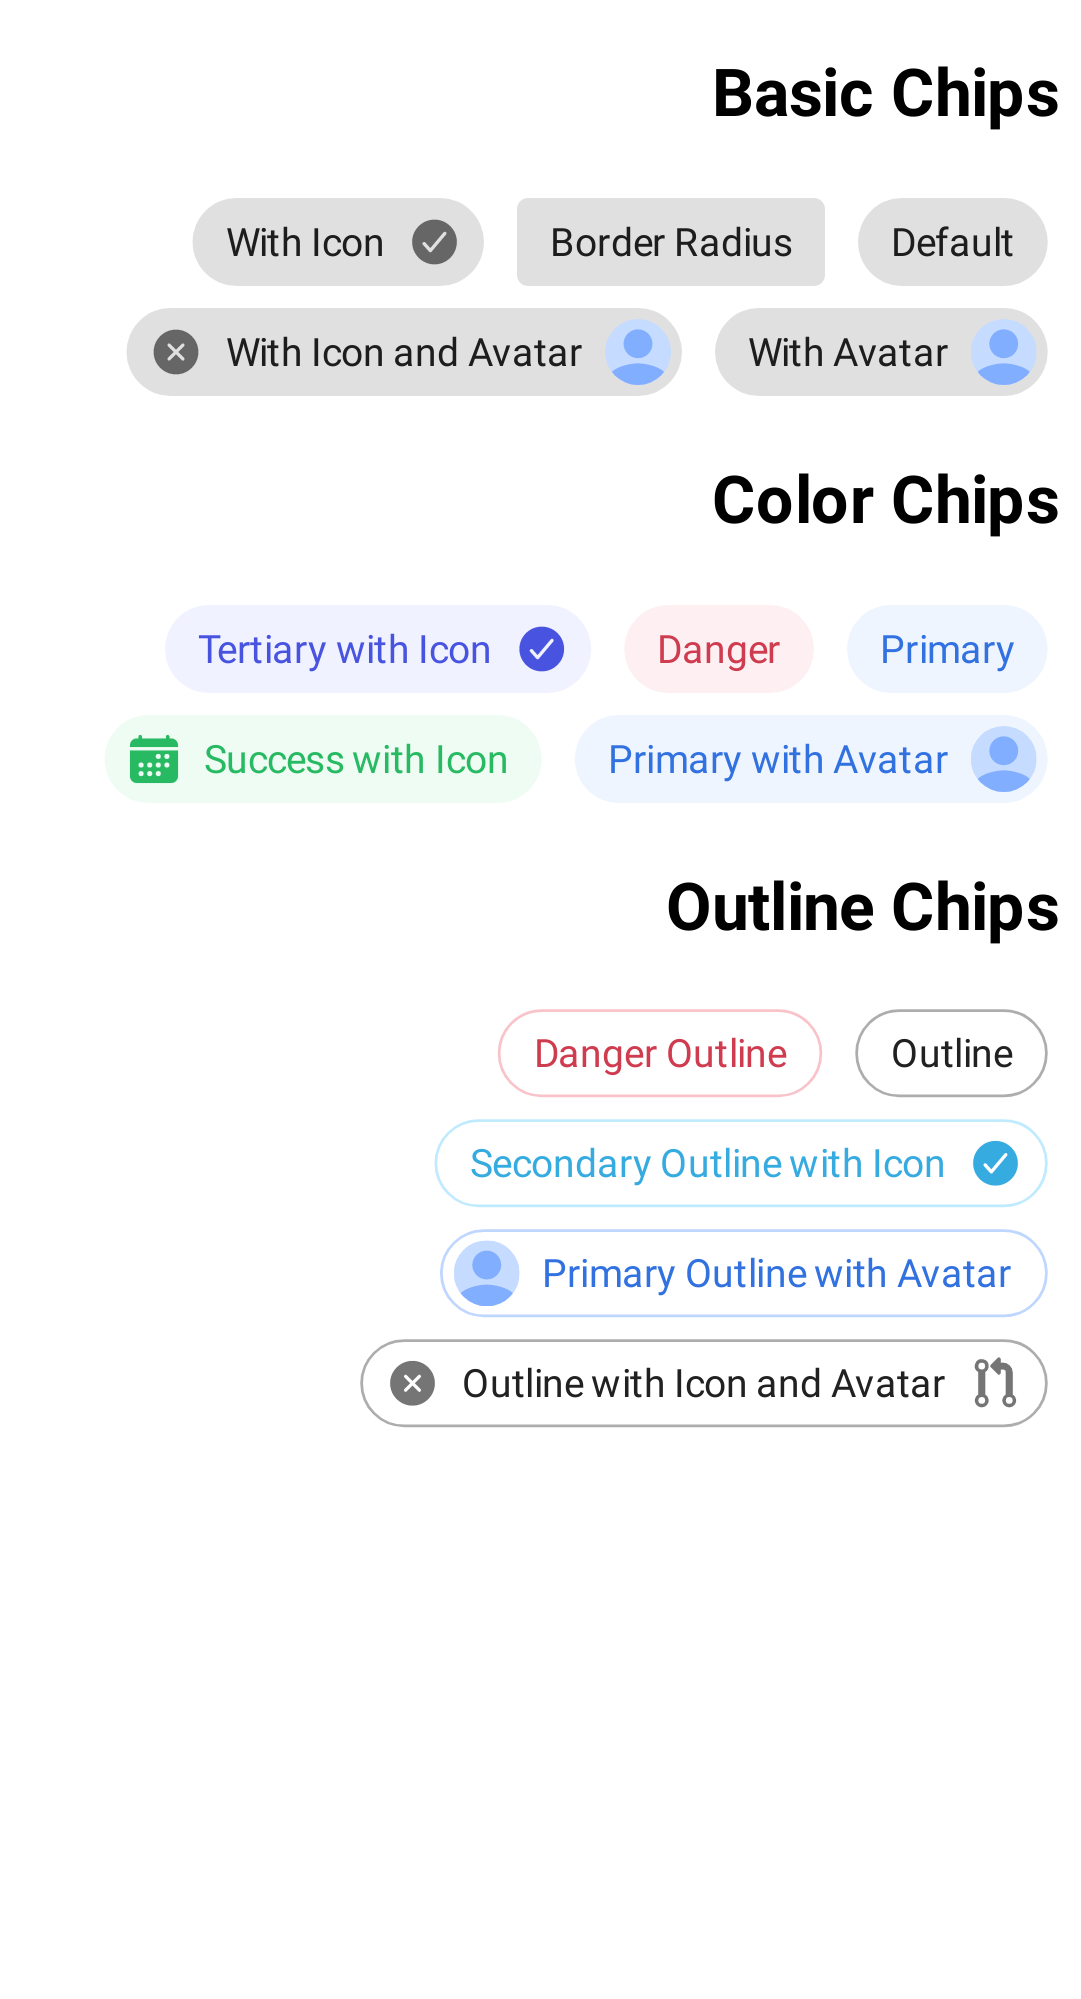 Basic Chips
With Icon Border Radius Default
With Icon and Avatar With Avatar
Color Chips
Tertiary with Icon Danger Primary
Success with Icon Primary with Avatar
Outline Chips
Danger Outline Outline
Secondary Outline with Icon
Primary Outline with Avatar
Outline with Icon and Avatar